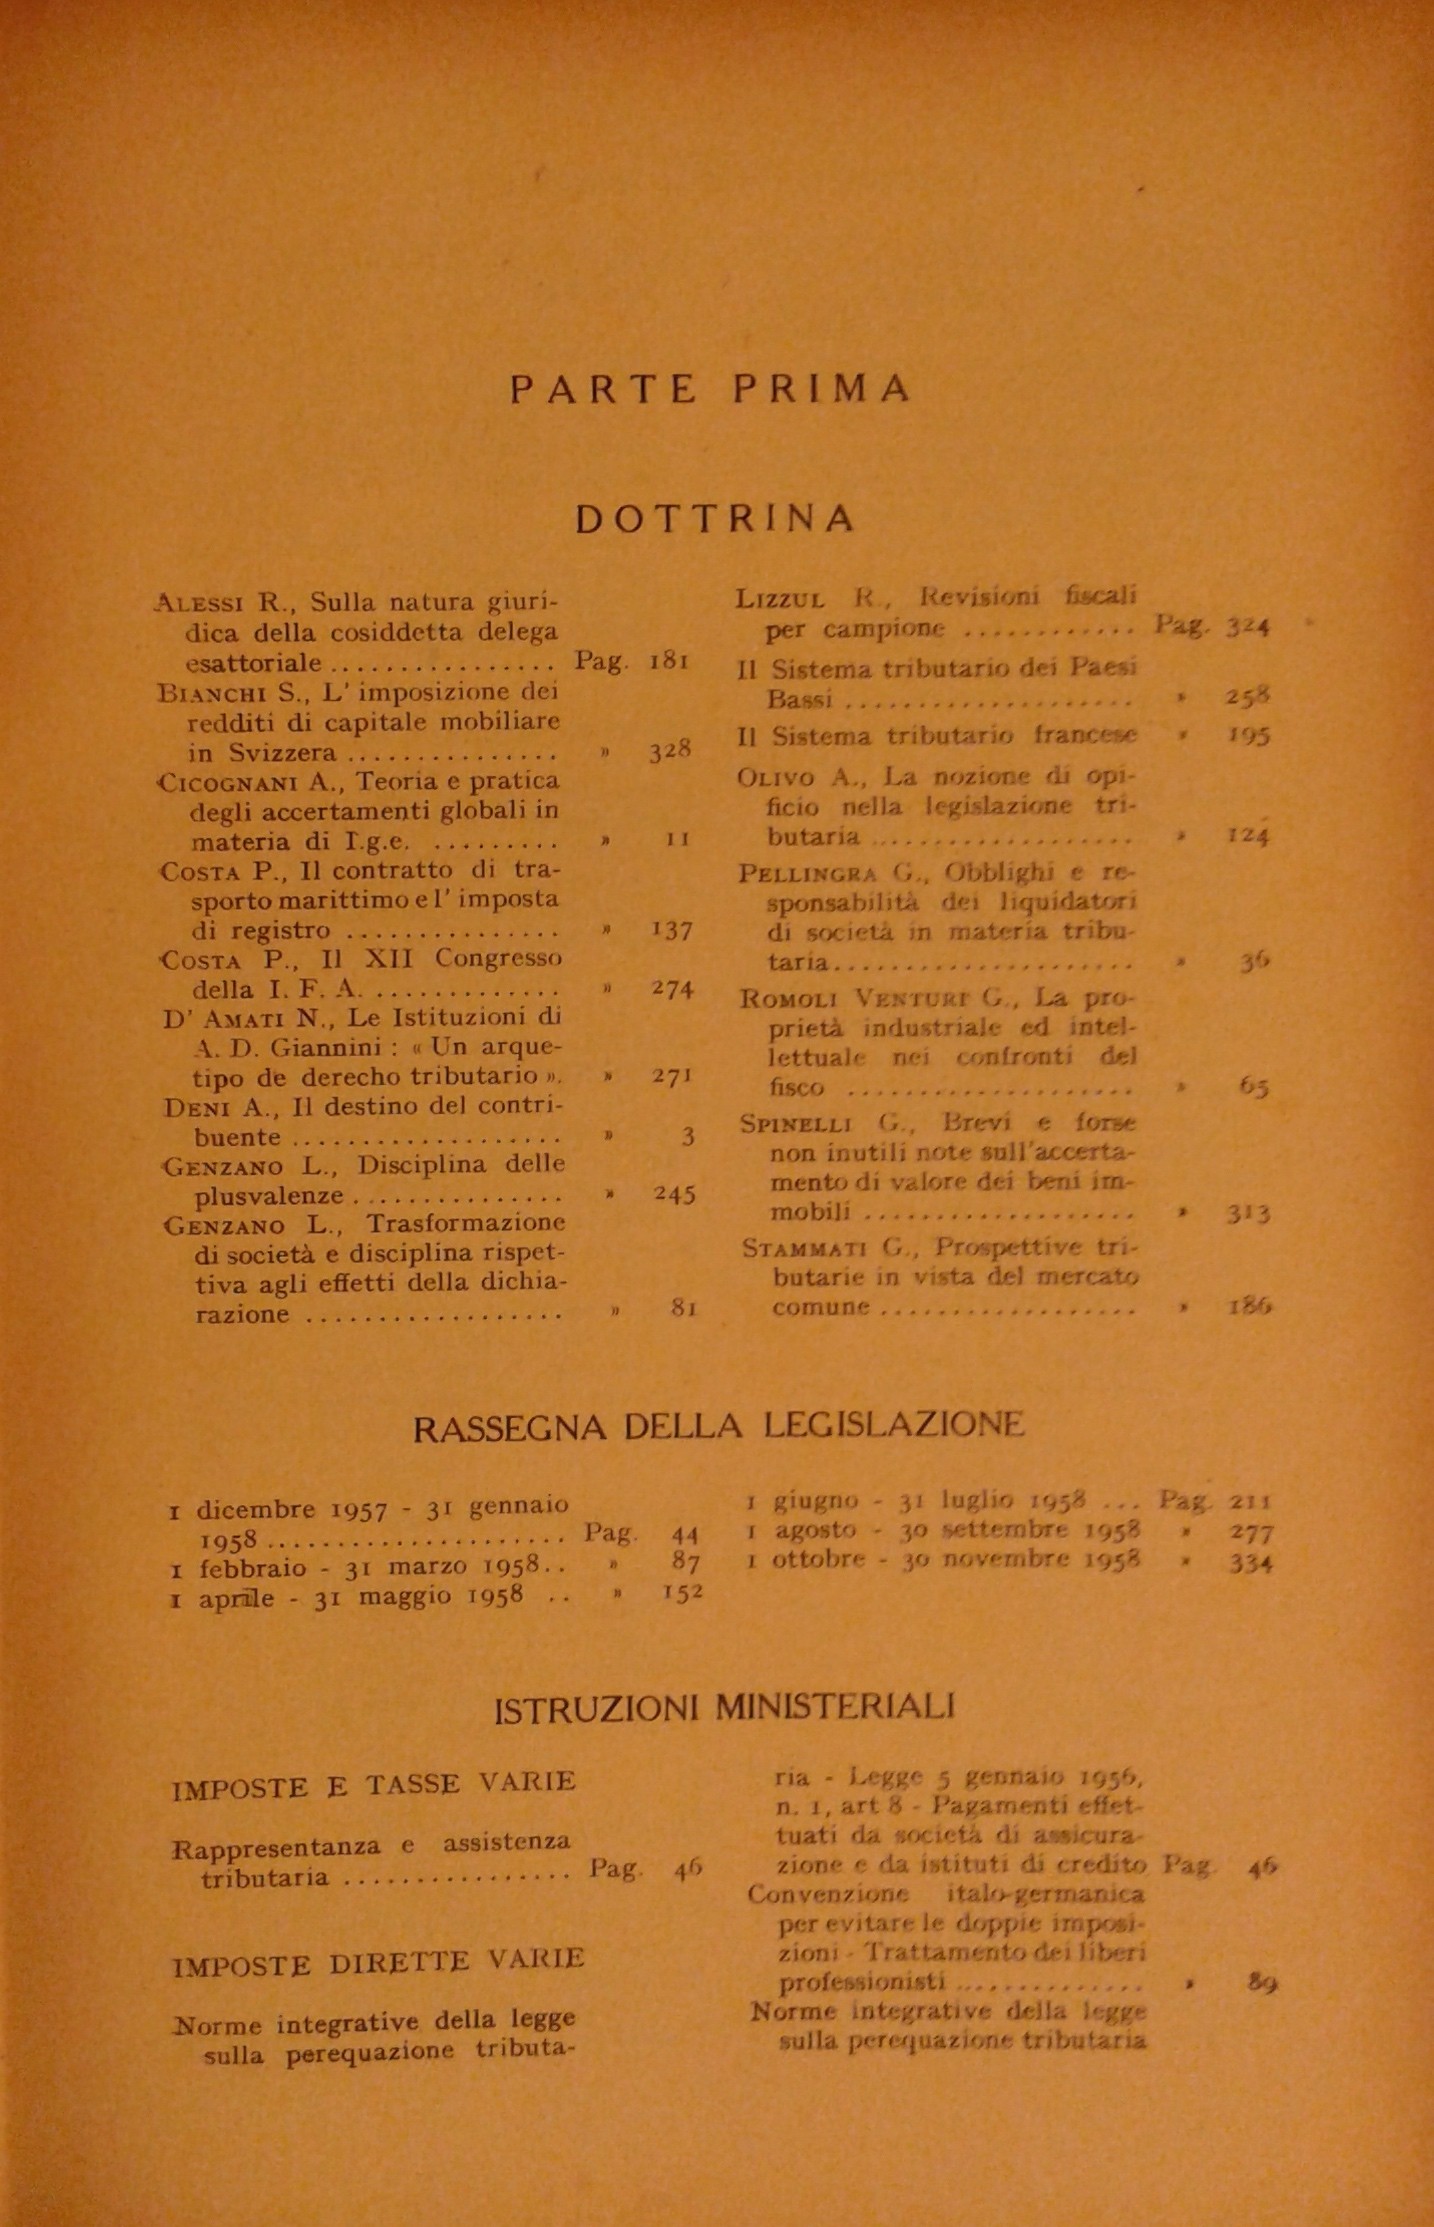 PARTE PRIMA
DOTTRINA
ALESSI R., Sulla natura giuri-
dica della cosiddetta delega
esattoriale ................ Pag. 181
BIANCHI S., L' imposizione dei
redditi di capitale mobiliare
in Svizzera ............... » 328
CICOGNANI A., Teoria e pratica
degli accertamenti globali in
materia di I.g.e. ......... » 11
COSTA P., Il contratto di tra-
sporto marittimo e l' imposta
di registro ............... » 137
COSTA P., Il XII Congresso
della I. F. A. ............. » 274
D' AMATI N., Le Istituzioni di
A. D. Giannini : « Un arque-
tipo de derecho tributario ». » 271
DENI A., Il destino del contri-
buente ................... » 3
GENZANO L., Disciplina delle
plusvalenze ............... » 245
GENZANO L., Trasformazione
di società e disciplina rispet-
tiva agli effetti della dichia-
razione .................. » 81
LIZZUL R., Revisioni fiscali
per campione ............ Pag. 324
Il Sistema tributario dei Paesi
Bassi .................... » 258
Il Sistema tributario francese » 195
OLIVO A., La nozione di opi-
ficio nella legislazione tri-
butaria .................. » 124
PELLINGRA G., Obblighi e re-
sponsabilità dei liquidatori
di società in materia tribu-
taria..................... » 36
ROMOLI VENTURI G., La pro-
prietà industriale ed intel-
lettuale nei confronti del
fisco .................... » 65
SPINELLI G., Brevi e forse
non inutili note sull'accerta-
mento di valore dei beni im-
mobili ................... » 313
STAMMATI G., Prospettive tri-
butarie in vista del mercato
comune .................. » 186
RASSEGNA DELLA LEGISLAZIONE
1 dicembre 1957 - 31 gennaio
1958 ..................... Pag. 44
1 febbraio - 31 marzo 1958.. » 87
1 aprile - 31 maggio 1958 .. » 152
1 giugno - 31 luglio 1958 ... Pag. 211
1 agosto - 30 settembre 1958 » 277
1 ottobre - 30 novembre 1958 » 334
ISTRUZIONI MINISTERIALI
IMPOSTE E TASSE VARIE
Rappresentanza e assistenza
tributaria ................ Pag. 46
IMPOSTE DIRETTE VARIE
Norme integrative della legge
sulla perequazione tributa-
ria - Legge 5 gennaio 1956,
n. 1, art 8 - Pagamenti effet-
tuati da società di assicura-
zione e da istituti di credito Pag. 46
Convenzione italo-germanica
per evitare le doppie imposi-
zioni - Trattamento dei liberi
professionisti ............. » 89
Norme integrative della legge
sulla perequazione tributaria